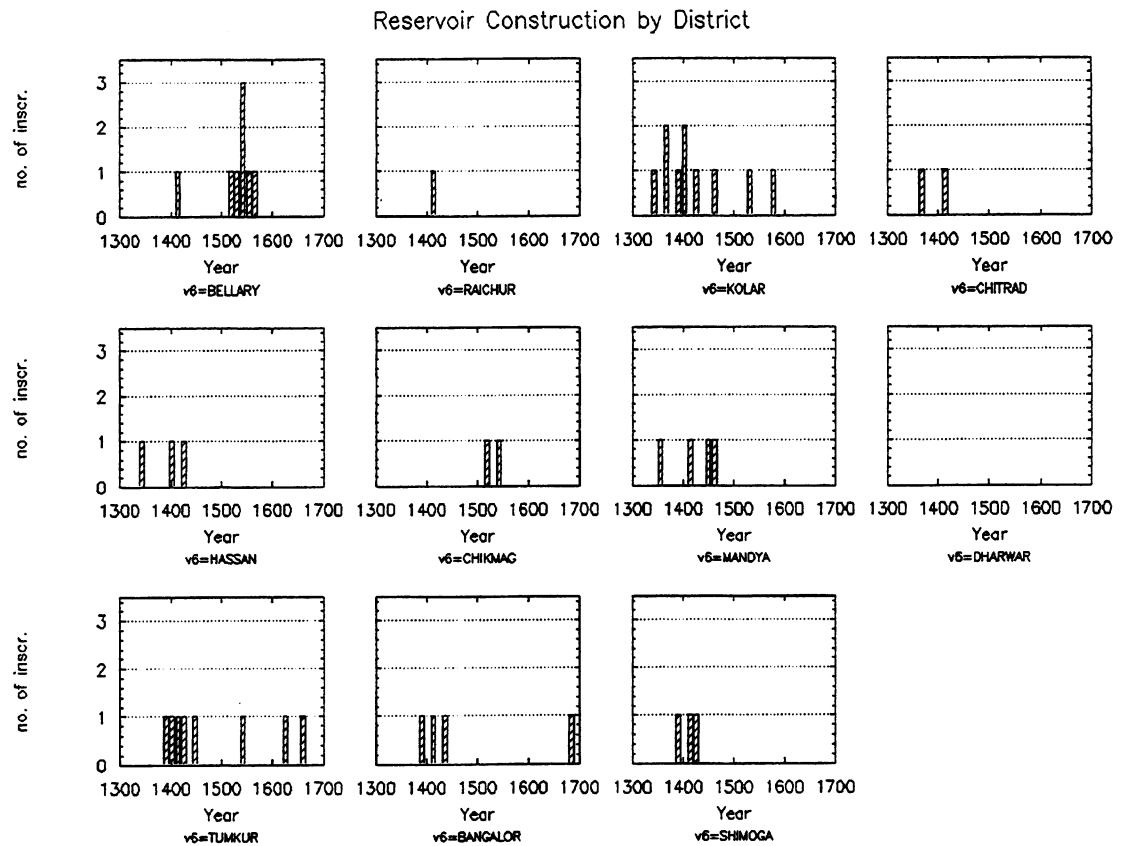 Reservoir Construction by District
no. of inscr.
3
2
1
0
1300 1400 1500 1600 1700
Year
v6=BELLARY
1300 1400 1500 1600 1700
Year
v6=RAICHUR
1300 1400 1500 1600 1700
Year
v6=KOLAR
1300 1400 1500 1600 1700
Year
v6=CHITRAD
no. of inscr.
3
2
1
0
1300 1400 1500 1600 1700
Year
v6=HASSAN
1300 1400 1500 1600 1700
Year
v6=CHIKMAG
1300 1400 1500 1600 1700
Year
v6=MANDYA
1300 1400 1500 1600 1700
Year
v6=DHARWAR
no. of inscr.
3
2
1
0
1300 1400 1500 1600 1700
Year
v6=TUMKUR
1300 1400 1500 1600 1700
Year
v6=BANGALOR
1300 1400 1500 1600 1700
Year
v6=SHIMOGA